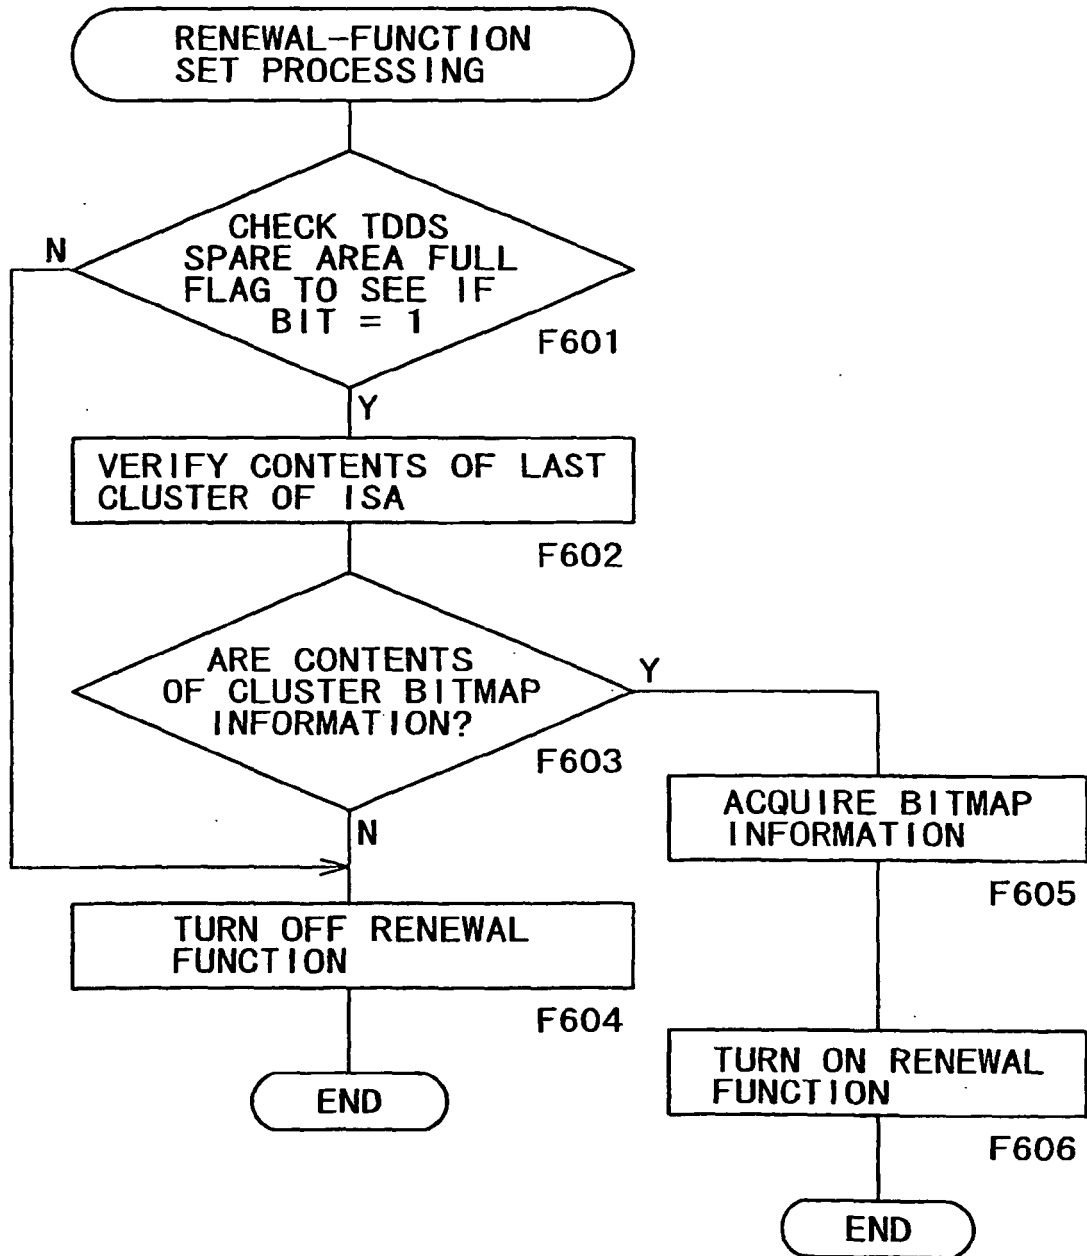 RENEWAL-FUNCTION
SET PROCESSING
CHECK TDDS
SPARE AREA FULL
FLAG TO SEE IF
BIT = 1
N
F601
Y
VERIFY CONTENTS OF LAST
CLUSTER OF ISA
F602
ARE CONTENTS
OF CLUSTER BITMAP
INFORMATION?
Y
F603
N
ACQUIRE BITMAP
INFORMATION
F605
TURN OFF RENEWAL
FUNCTION
F604
END
TURN ON RENEWAL
FUNCTION
F606
END